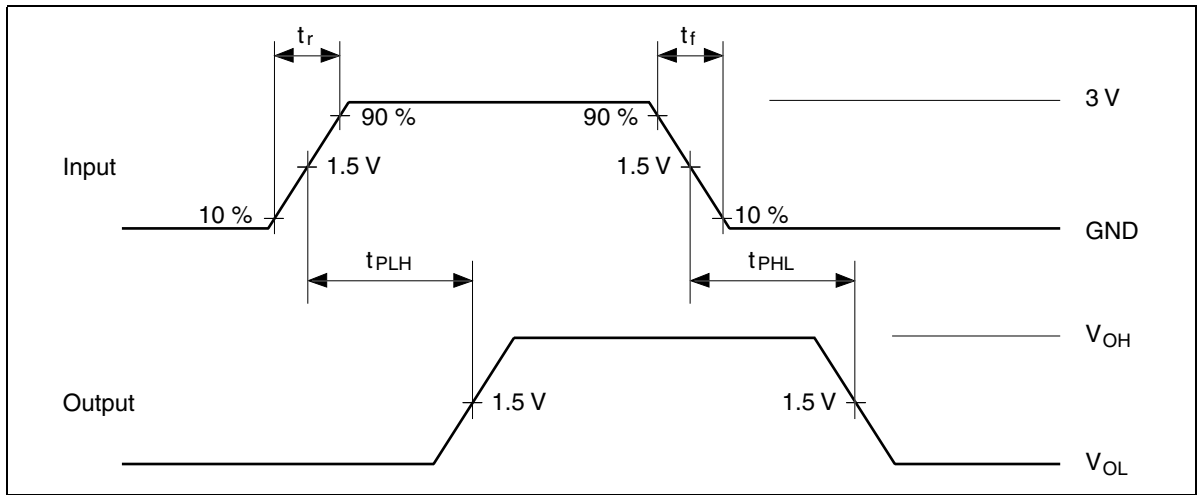 tr
tf
3 V
90 %
90 %
Input
1.5 V
1.5 V
10 %
10 %
GND
tPLH
tPHL
VOH
Output
1.5 V
1.5 V
VOL